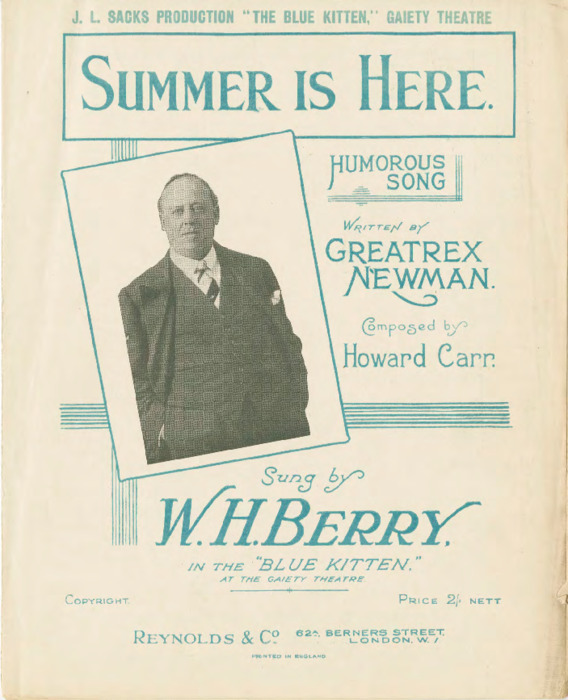 J. L. SACKS PRODUCTION "THE BLUE KITTEN," GAIETY THEATRE
SUMMER IS HERE.
HUMOROUS
SONG
WRITTEN BY
GREATREX
NEWMAN.
Composed by
Howard Carr.
Sung by
W. H. BERRY,
IN THE "BLUE KITTEN,"
AT THE GAIETY THEATRE
COPYRIGHT.
PRICE 2/- NETT
REYNOLDS & Co
62A, BERNERS STREET,
LONDON, W.1
PRINTED IN ENGLAND